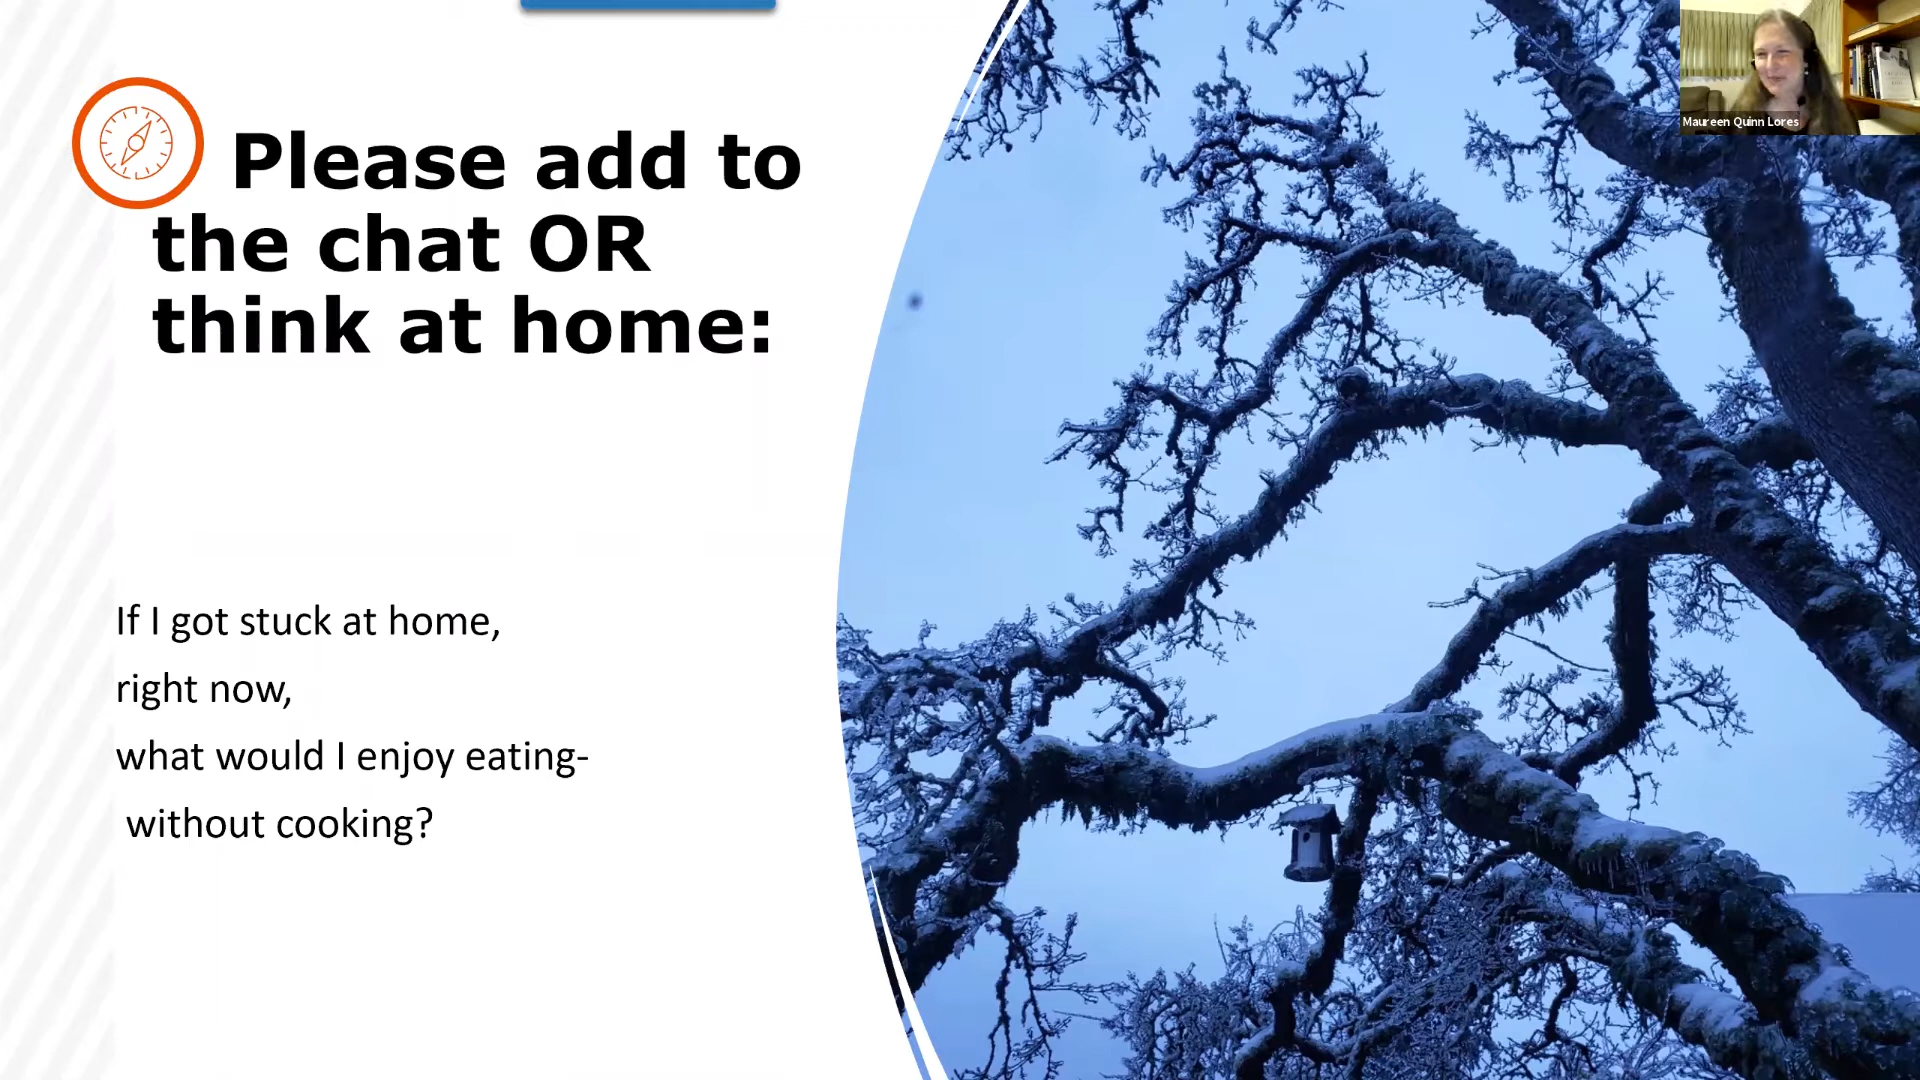 Please add to
the chat OR
think at home:
If I got stuck at home,
right now,
what would I enjoy eating-
without cooking?
Maureen Quinn Lores